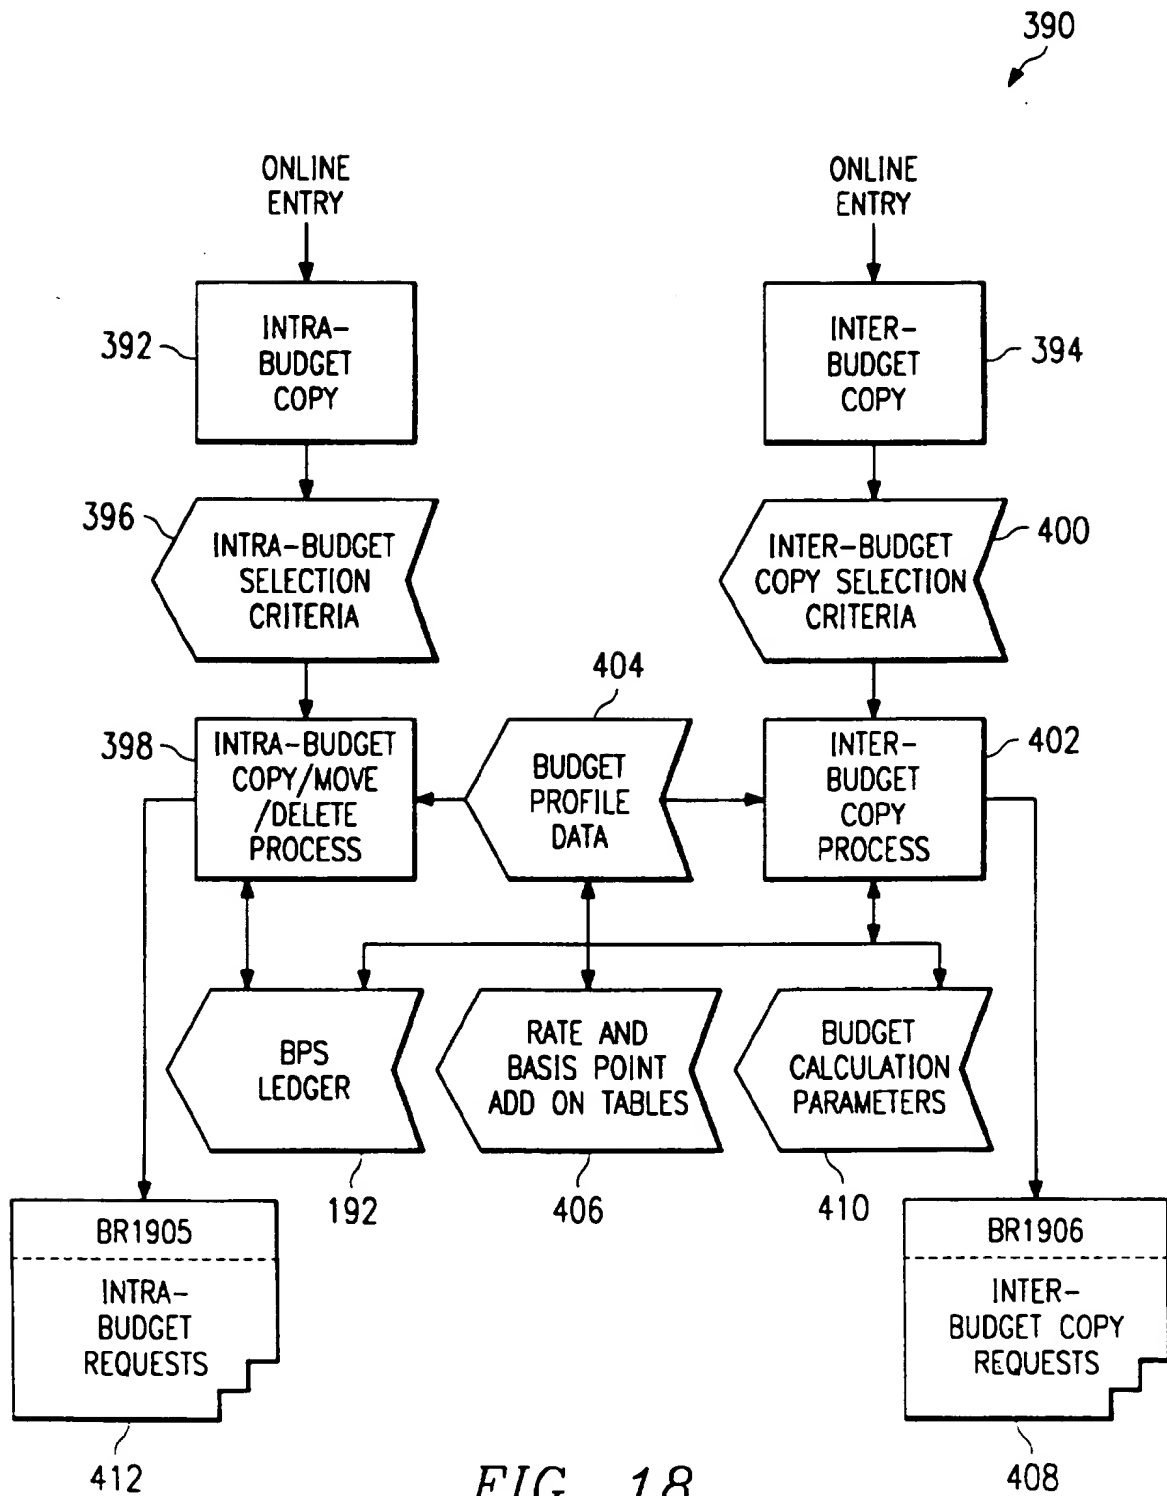 390
ONLINE
ENTRY
ONLINE
ENTRY
392
INTRA-
BUDGET
COPY
INTER-
BUDGET
COPY
394
396
INTRA-BUDGET
SELECTION
CRITERIA
INTER-BUDGET
COPY SELECTION
CRITERIA
400
398
INTRA-BUDGET
COPY/MOVE
/DELETE
PROCESS
404
BUDGET
PROFILE
DATA
INTER-
BUDGET
COPY
PROCESS
402
BPS
LEDGER
192
RATE AND
BASIS POINT
ADD ON TABLES
406
BUDGET
CALCULATION
PARAMETERS
410
BR1905
INTRA-
BUDGET
REQUESTS
412
BR1906
INTER-
BUDGET COPY
REQUESTS
408
FIG. 18